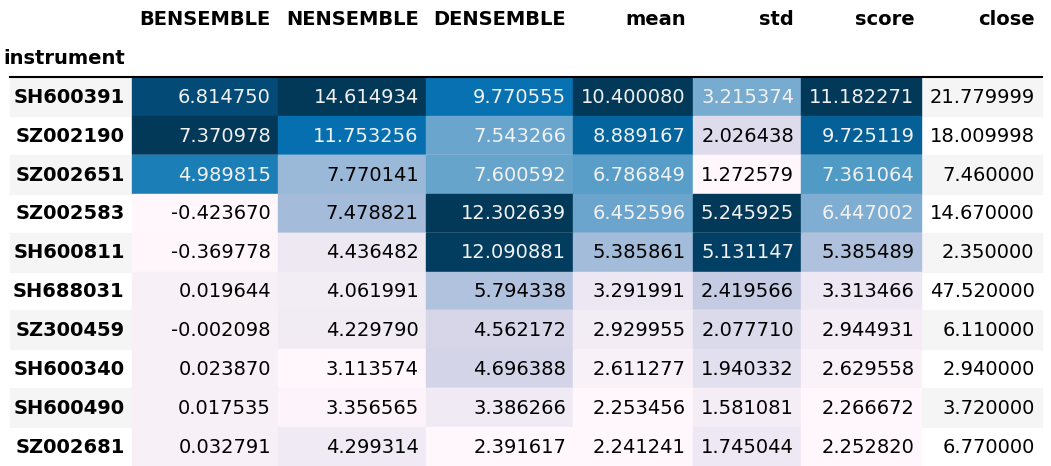 BENSEMBLE NENSEMBLE DENSEMBLE mean std score close
instrument
SH600391 6.814750 14.614934 9.770555 10.400080 3.215374 11.182271 21.779999
SZ002190 7.370978 11.753256 7.543266 8.889167 2.026438 9.725119 18.009998
SZ002651 4.989815 7.770141 7.600592 6.786849 1.272579 7.361064 7.460000
SZ002583 -0.423670 7.478821 12.302639 6.452596 5.245925 6.447002 14.670000
SH600811 -0.369778 4.436482 12.090881 5.385861 5.131147 5.385489 2.350000
SH688031 0.019644 4.061991 5.794338 3.291991 2.419566 3.313466 47.520000
SZ300459 -0.002098 4.229790 4.562172 2.929955 2.077710 2.944931 6.110000
SH600340 0.023870 3.113574 4.696388 2.611277 1.940332 2.629558 2.940000
SH600490 0.017535 3.356565 3.386266 2.253456 1.581081 2.266672 3.720000
SZ002681 0.032791 4.299314 2.391617 2.241241 1.745044 2.252820 6.770000